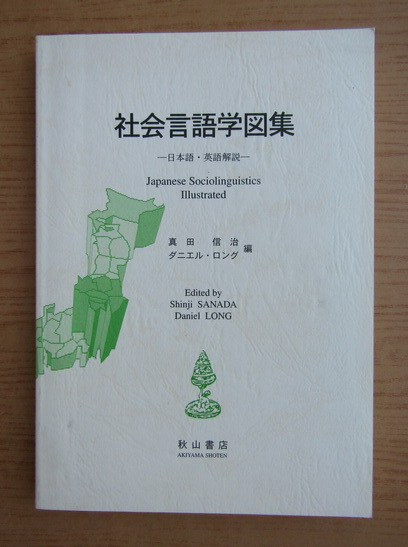 社会言語学図集
―日本語・英語解説―
Japanese Sociolinguistics
Illustrated
真田 信治
ダニエル・ロング 編
Edited by
Shinji SANADA
Daniel LONG
秋山書店
AKIYAMA SHOTEN